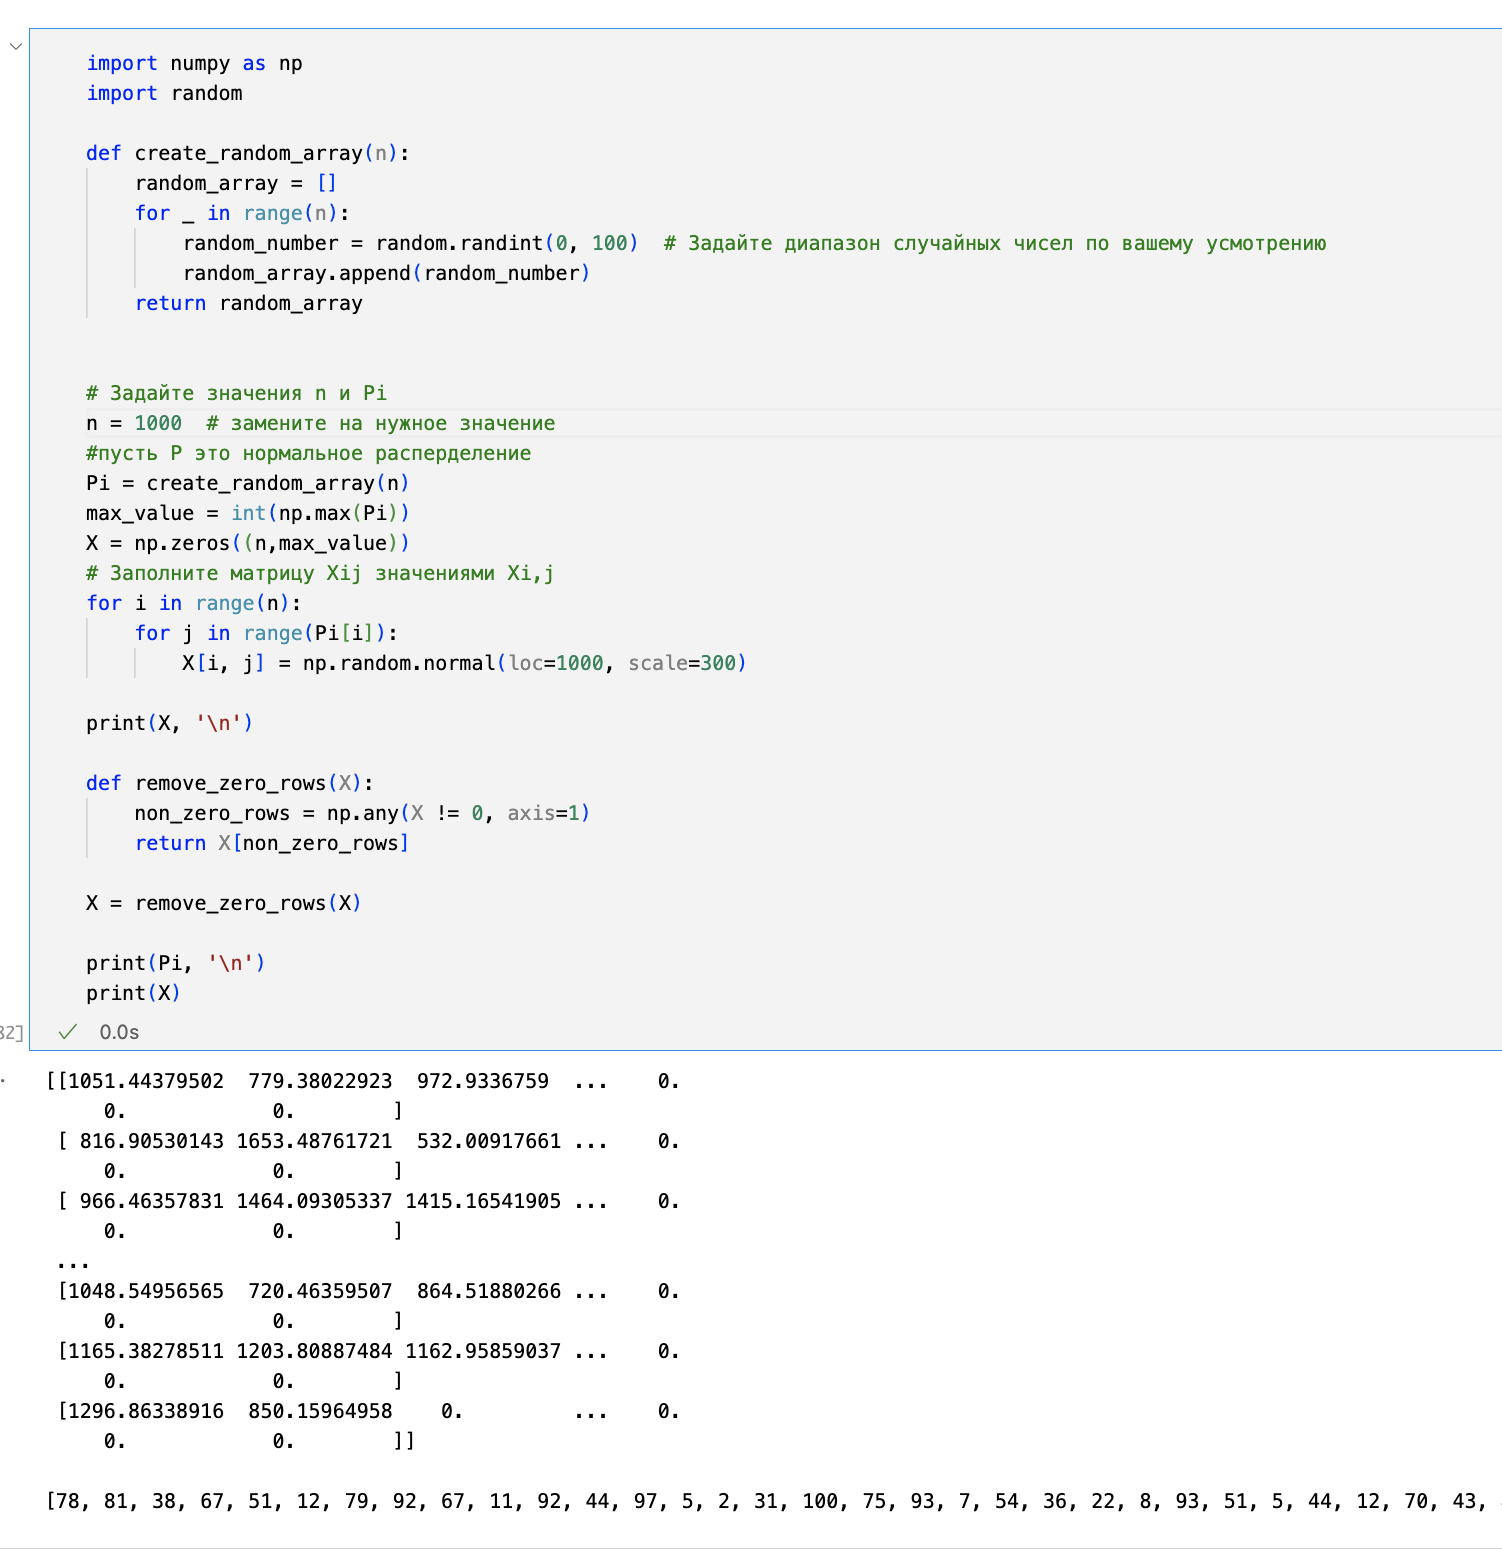 import numpy as np
import random
def create_random_array(n):
random_array = []
for _ in range(n):
random_number = random.randint(0, 100)  # Задайте диапазон случайных чисел по вашему усмотрению
random_array.append(random_number)
return random_array
# Задайте значения n и Pi
n = 1000  # замените на нужное значение
#пусть P это нормальное расперделение
Pi = create_random_array(n)
max_value = int(np.max(Pi))
X = np.zeros((n,max_value))
# Заполните матрицу Xij значениями Xi,j
for i in range(n):
for j in range(Pi[i]):
X[i, j] = np.random.normal(loc=1000, scale=300)
print(X, '\n')
def remove_zero_rows(X):
non_zero_rows = np.any(X != 0, axis=1)
return X[non_zero_rows]
X = remove_zero_rows(X)
print(Pi, '\n')
print(X)
32] 0.0s
[[1051.44379502  779.38022923  972.9336759  ...    0.
0.            0.        ]
[ 816.90530143 1653.48761721  532.00917661 ...    0.
0.            0.        ]
[ 966.46357831 1464.09305337 1415.16541905 ...    0.
0.            0.        ]
...
[1048.54956565  720.46359507  864.51880266 ...    0.
0.            0.        ]
[1165.38278511 1203.80887484 1162.95859037 ...    0.
0.            0.        ]
[1296.86338916  850.15964958    0.         ...    0.
0.            0.        ]]
[78, 81, 38, 67, 51, 12, 79, 92, 67, 11, 92, 44, 97, 5, 2, 31, 100, 75, 93, 7, 54, 36, 22, 8, 93, 51, 5, 44, 12, 70, 43,